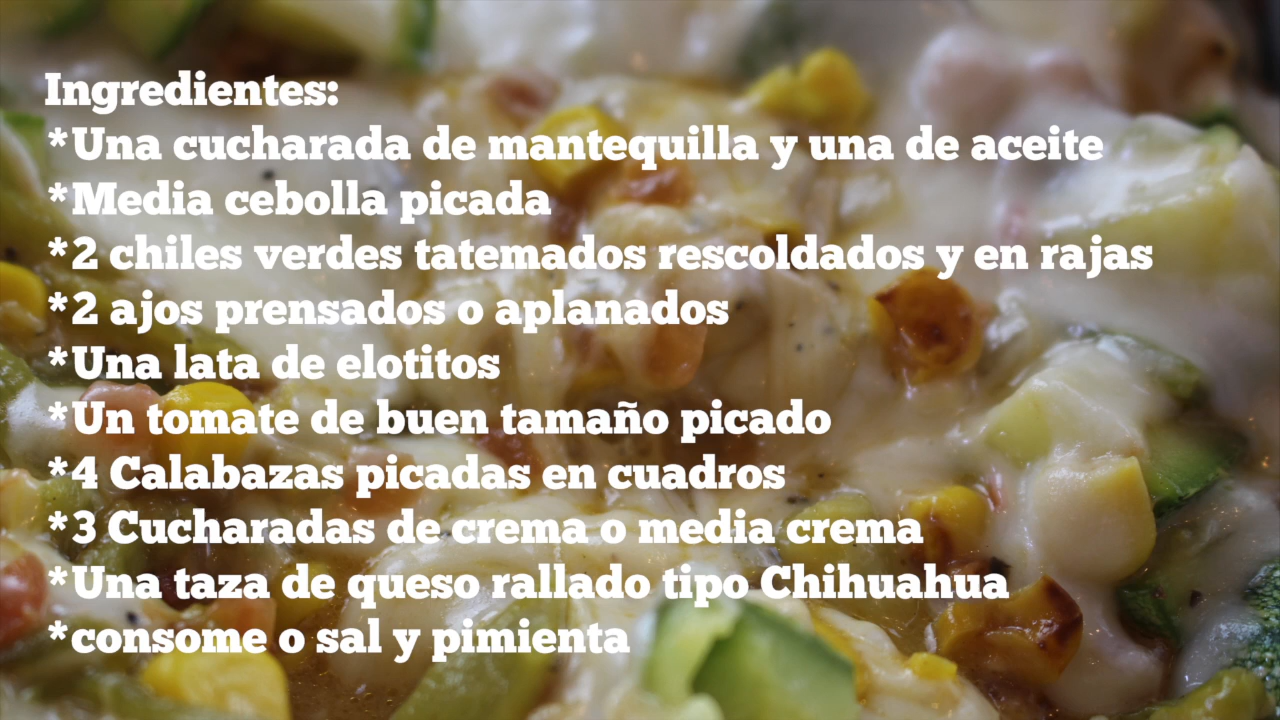 Ingredientes:
*Una cucharada de mantequilla y una de aceite
*Media cebolla picada
*2 chiles verdes tatemados rescoldados y en rajas
*2 ajos prensados o aplanados
*Una lata de elotitos
*Un tomate de buen tamaño picado
*4 Calabazas picadas en cuadros
*3 Cucharadas de crema o media crema
*Una taza de queso rallado tipo Chihuahua
*consome o sal y pimienta